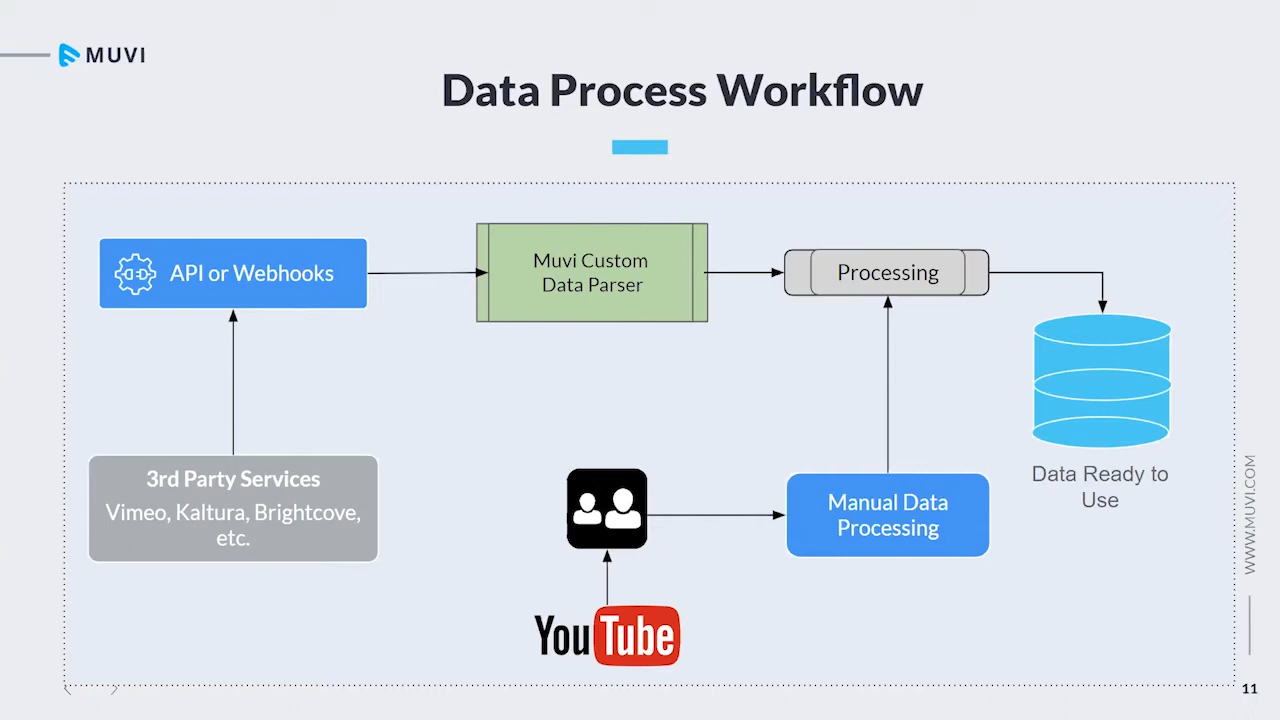 MUVI
Data Process Workflow
API or Webhooks
Muvi Custom
Data Parser
Processing
3rd Party Services
Vimeo, Kaltura, Brightcove,
etc.
Manual Data
Processing
Data Ready to
Use
YouTube
WWW.MUVI.COM
11